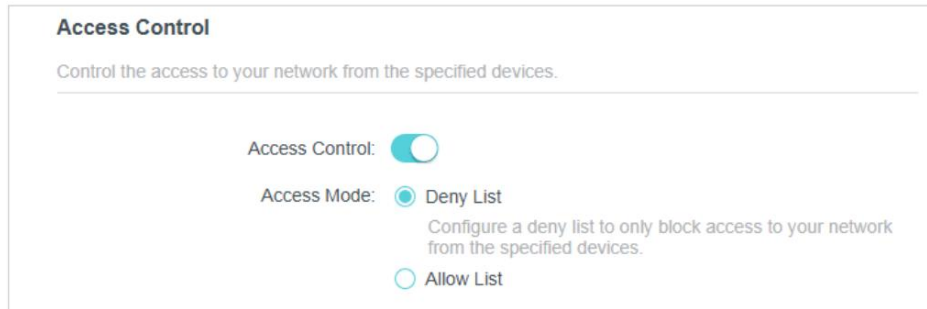 Access Control
Control the access to your network from the specified devices.
Access Control:
Access Mode: Deny List
Configure a deny list to only block access to your network
from the specified devices.
Allow List